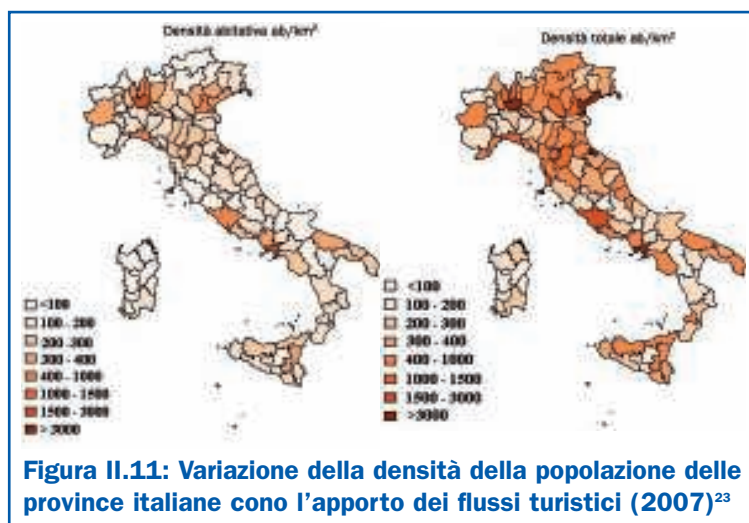 Densità abitativa ab/km²
Densità totale ab/km²
<100
100 - 200
200 - 300
300 - 400
400 - 1000
1000 - 1500
1500 - 3000
> 3000
<100
100 - 200
200 - 300
300 - 400
400 - 1000
1000 - 1500
1500 - 3000
>3000
Figura II.11: Variazione della densità della popolazione delle
province italiane cono l’apporto dei flussi turistici (2007)²³